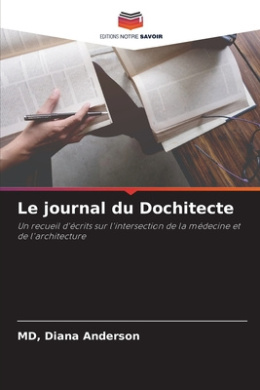 EDITIONS NOTRE SAVOIR
Le journal du Dochitecte
Un recueil d'écrits sur l'intersection de la médecine et
de l'architecture
MD, Diana Anderson